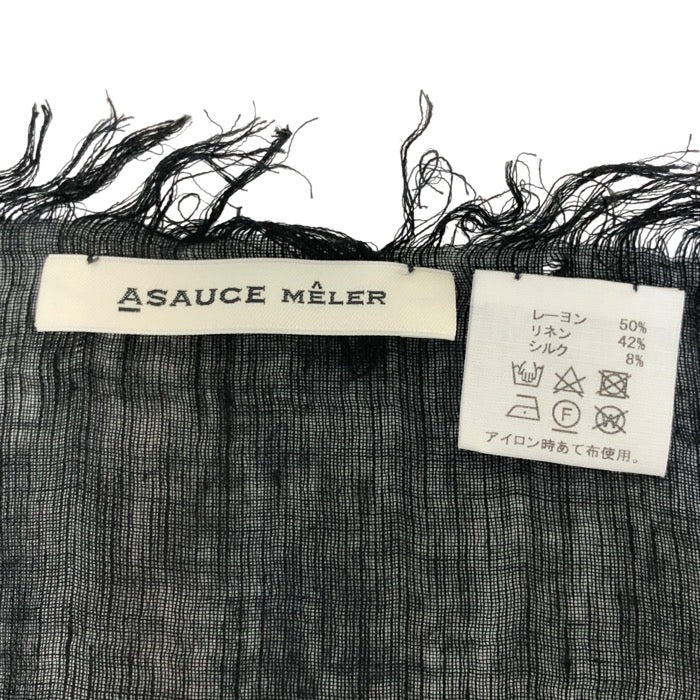 ASAUCE MÊLER
レーヨン 50%
リネン 42%
シルク 8%
F W
アイロン時あて布使用。